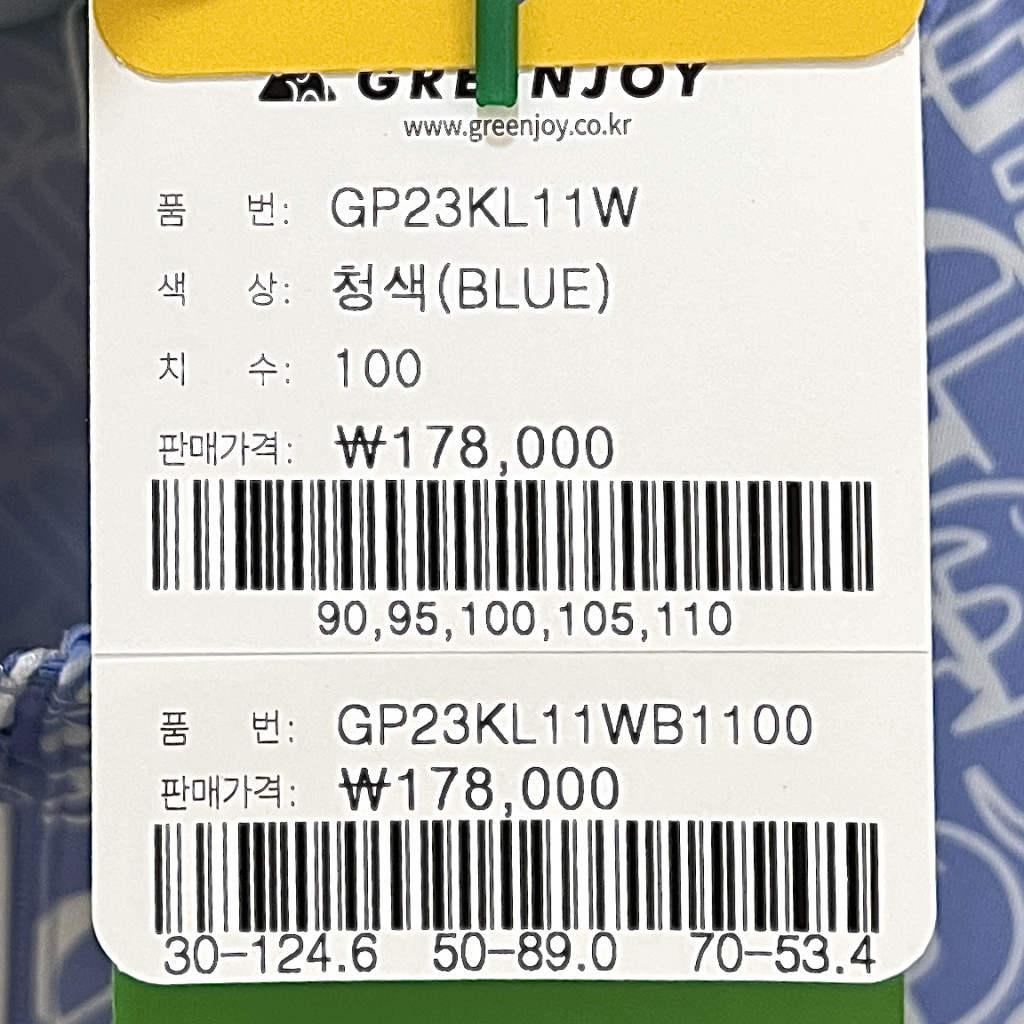 GREENJOY
www.greenjoy.co.kr
품 번: GP23KL11W
색 상: 청색(BLUE)
치 수: 100
판매가격: ₩178,000
90,95,100,105,110
품 번: GP23KL11WB1100
판매가격: ₩178,000
30-124.6 50-89.0 70-53.4